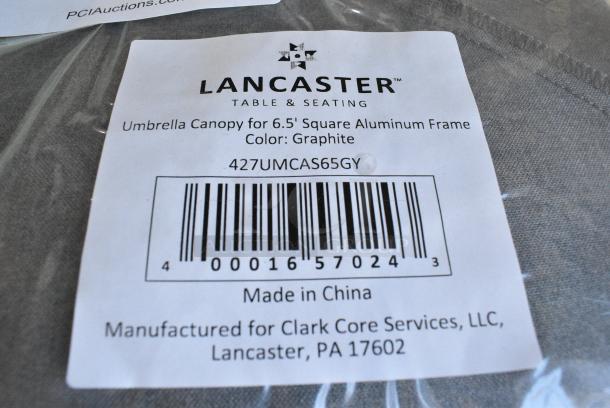 PCIAuctions.com
LANCASTER™
TABLE & SEATING
Umbrella Canopy for 6.5' Square Aluminum Frame
Color: Graphite
427UMCAS65GY
4 00016 57024 3
Made in China
Manufactured for Clark Core Services, LLC,
Lancaster, PA 17602